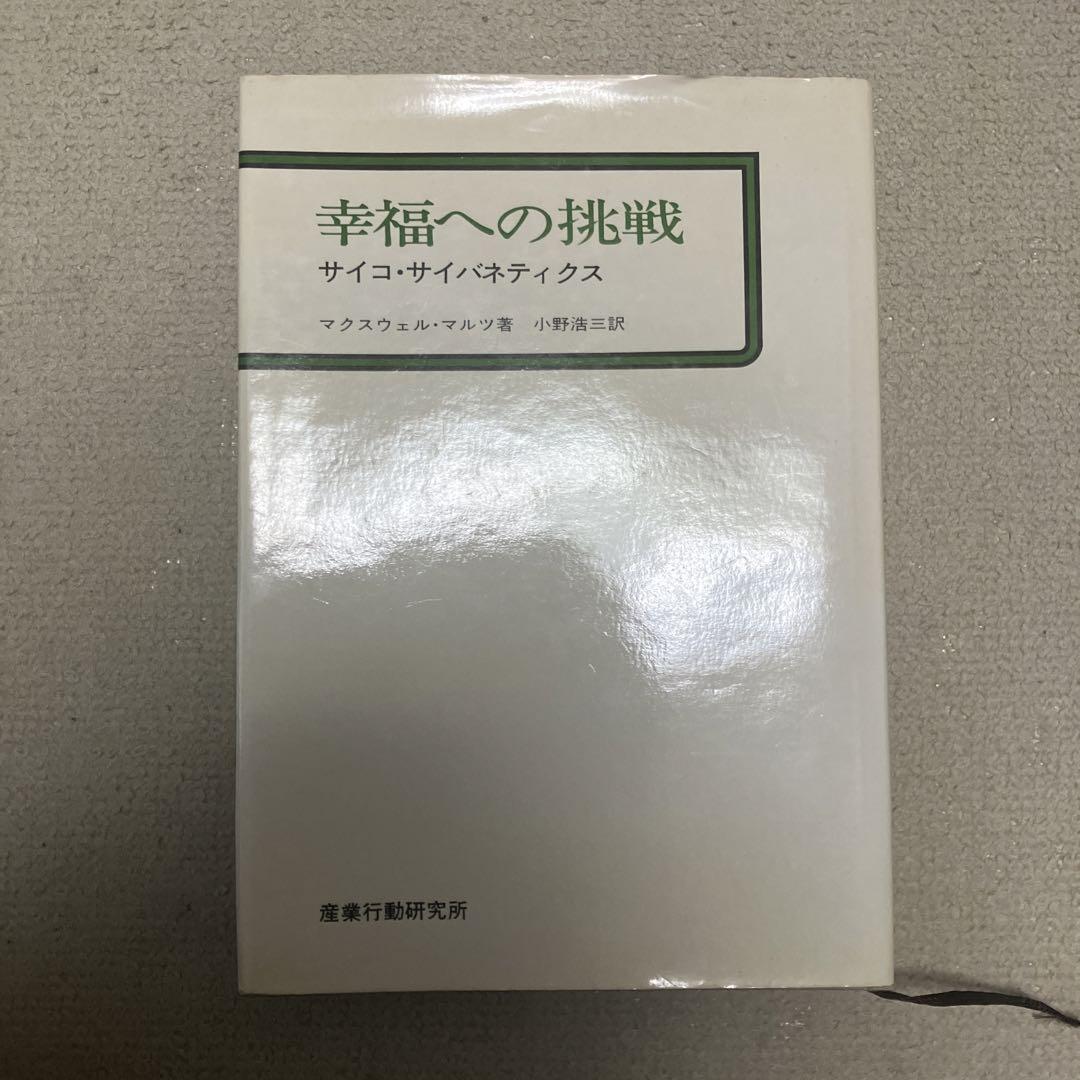 幸福への挑戦
サイコ・サイバネティクス
マクスウェル・マルツ著 小野浩三訳
産業行動研究所